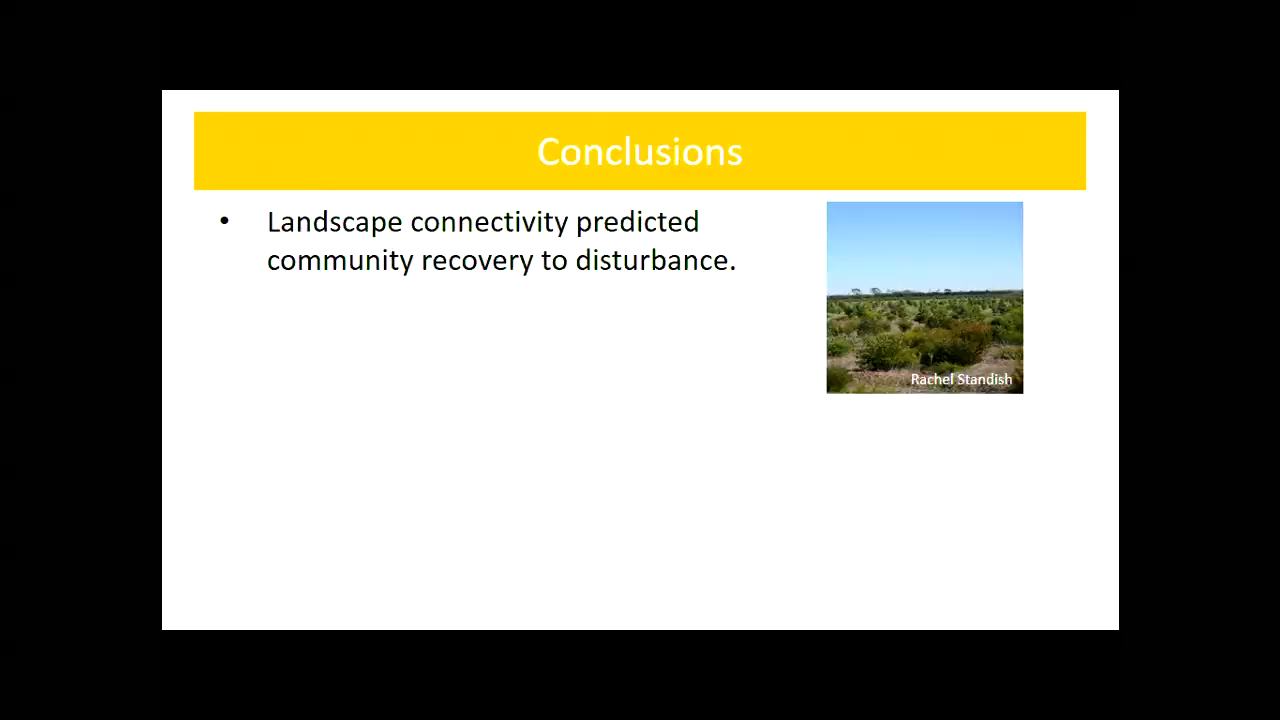 Conclusions
• Landscape connectivity predicted
community recovery to disturbance.
Rachel Standish